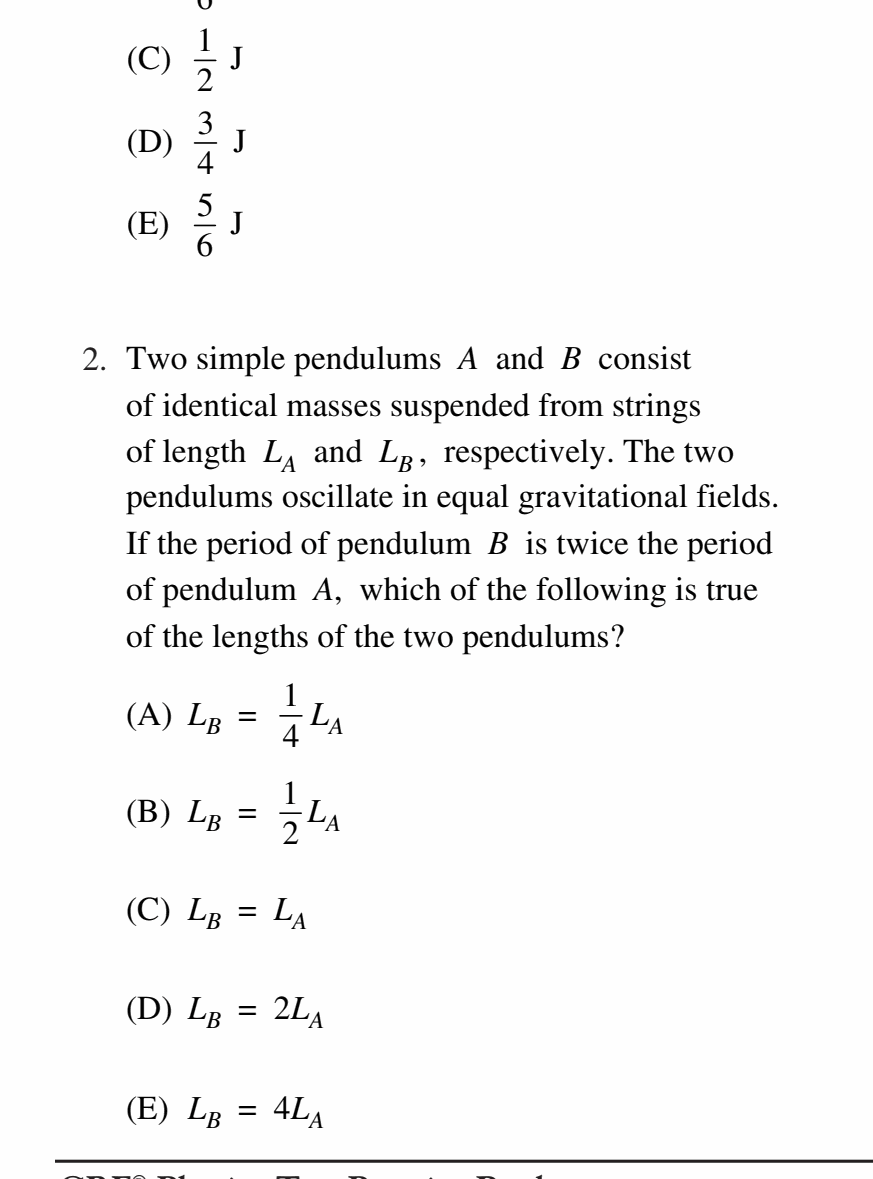 (C) 1/2 J
(D) 3/4 J
(E) 5/6 J
2. Two simple pendulums A and B consist
of identical masses suspended from strings
of length L_A and L_B, respectively. The two
pendulums oscillate in equal gravitational fields.
If the period of pendulum B is twice the period
of pendulum A, which of the following is true
of the lengths of the two pendulums?
(A) L_B = 1/4 L_A
(B) L_B = 1/2 L_A
(C) L_B = L_A
(D) L_B = 2L_A
(E) L_B = 4L_A